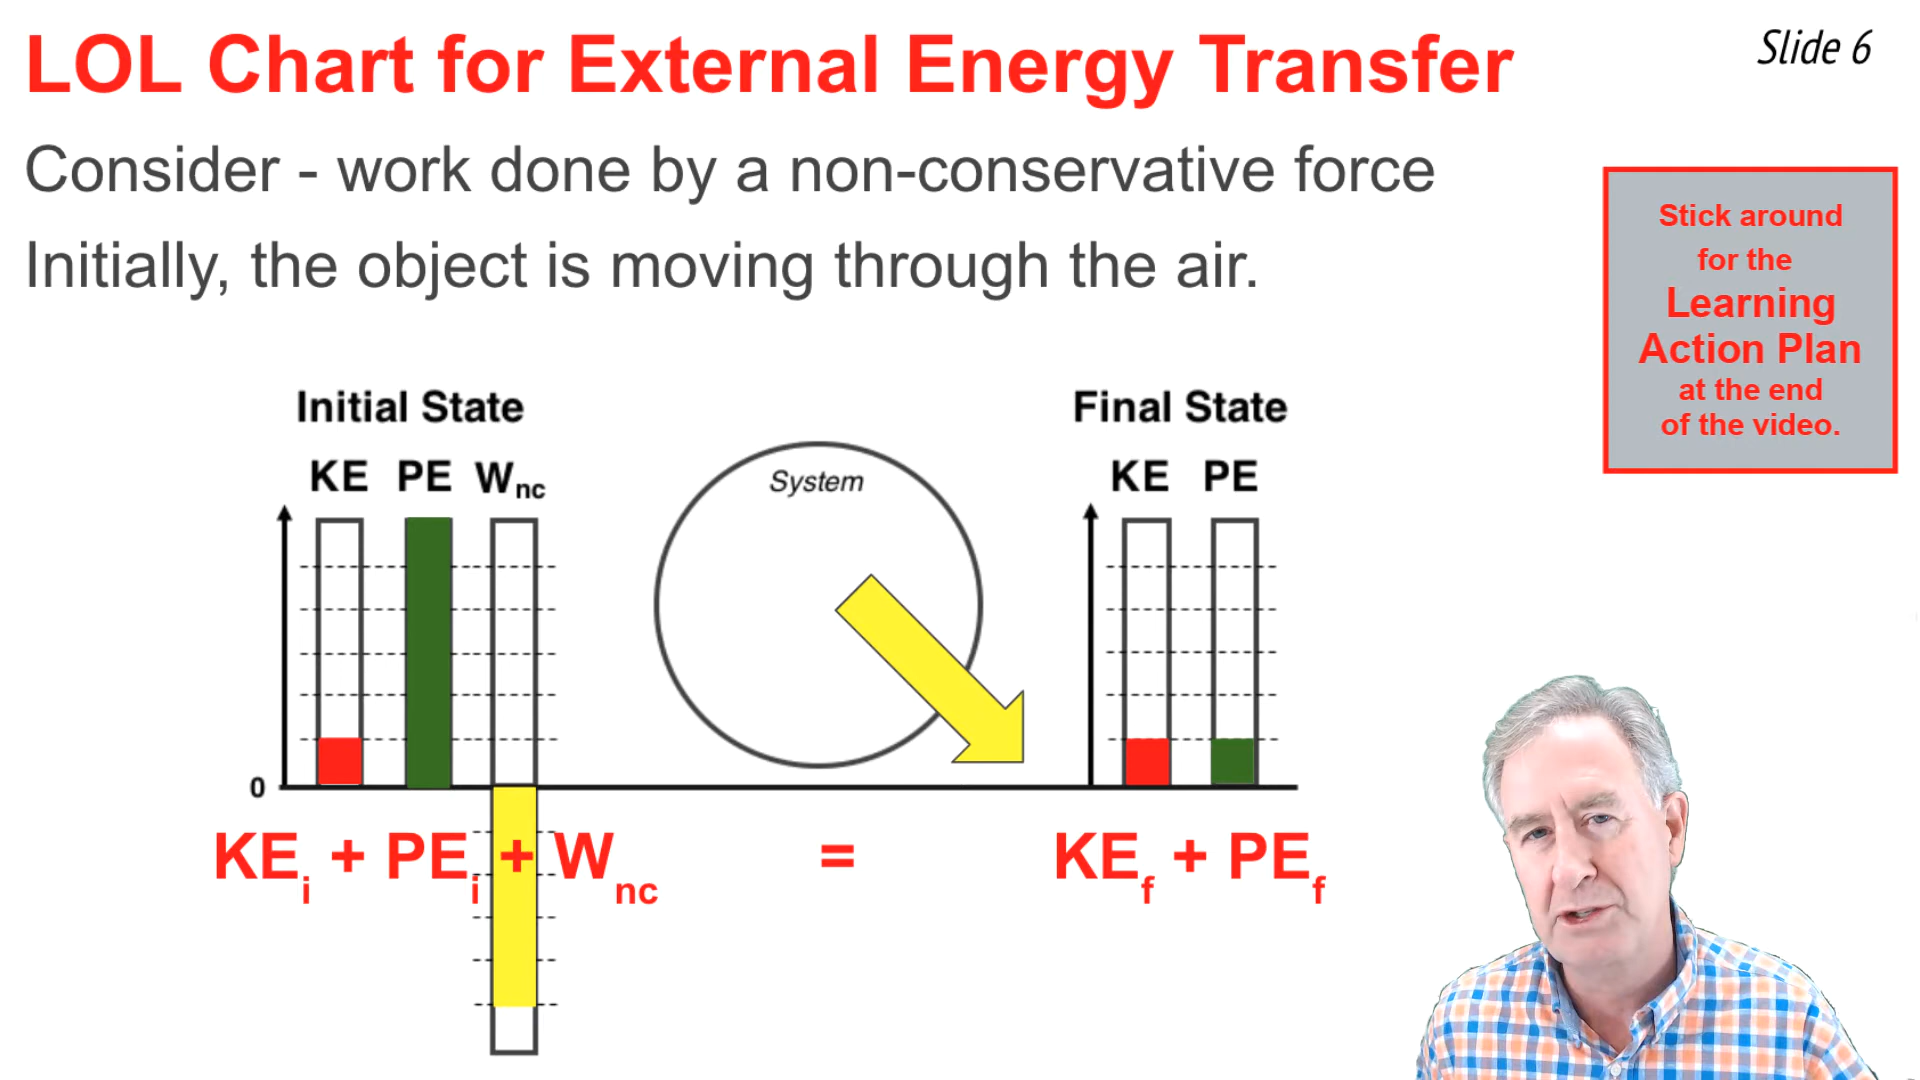 LOL Chart for External Energy Transfer
Slide 6
Consider - work done by a non-conservative force
Initially, the object is moving through the air.
Stick around
for the
Learning
Action Plan
at the end
of the video.
Initial State
KE PE Wnc
System
Final State
KE PE
0
KEi + PEi + Wnc = KEf + PEf